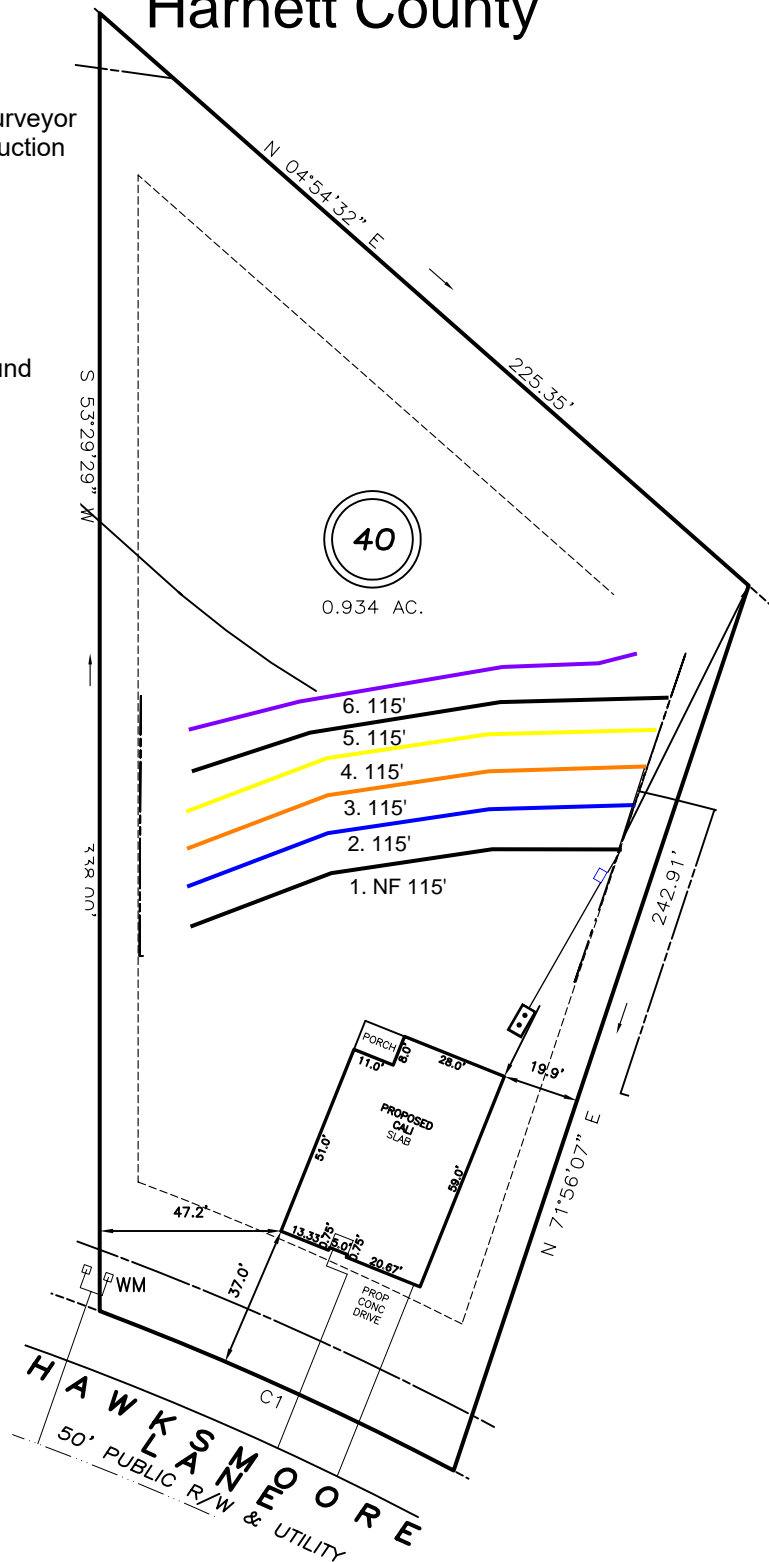 Harnett County
urveyor
uction
N 04°54'32" E
und
225.35'
S 53°29'29" W
40
0.934 AC.
6. 115'
5. 115'
4. 115'
3. 115'
2. 115'
1. NF 115'
338.00'
242.91'
PORCH
11.0'
8.0'
28.0'
19.9'
PROPOSED
CALI
SLAB
51.0'
59.0'
N 71°56'07" E
47.2'
13.33'
0.75'
5.0'
0.75'
20.67'
37.0'
PROP
CONC
DRIVE
WM
C1
HAWKSMOORE
LANE
50' PUBLIC R/W & UTILITY